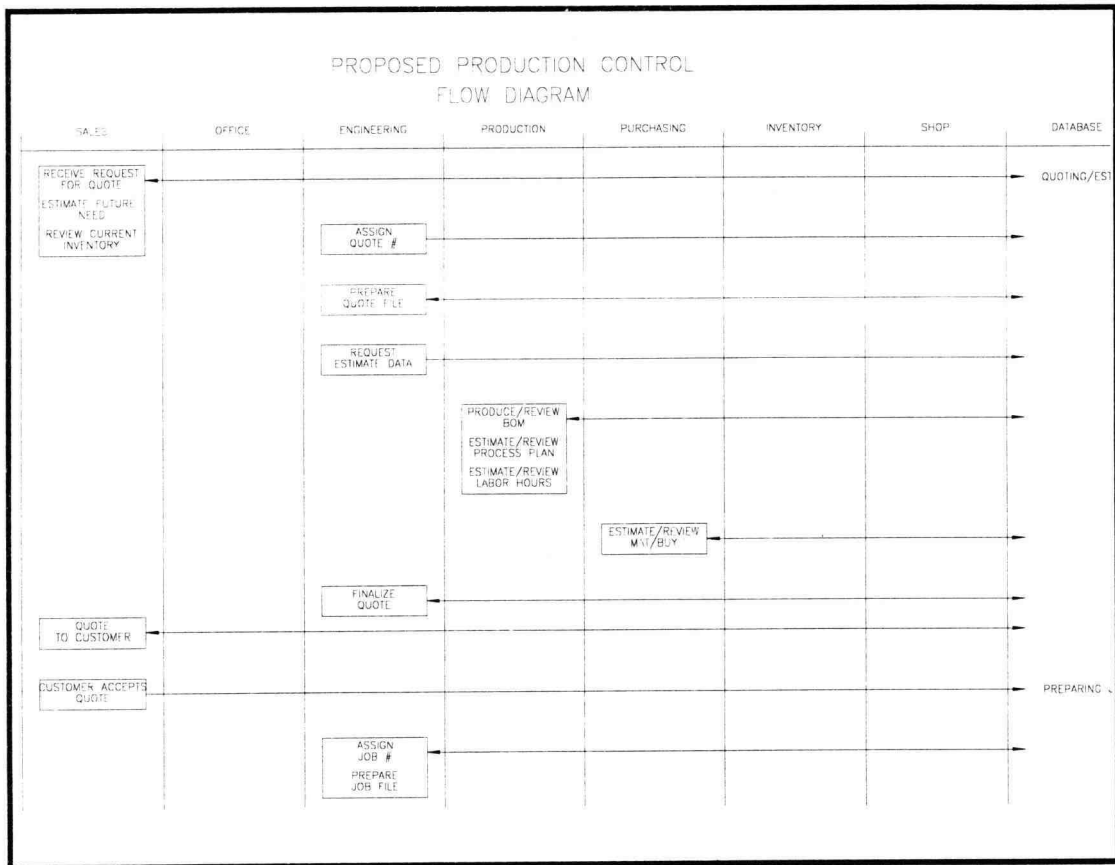 PROPOSED PRODUCTION CONTROL
FLOW DIAGRAM
SALES OFFICE ENGINEERING PRODUCTION PURCHASING INVENTORY SHOP DATABASE
RECEIVE REQUEST
FOR QUOTE
ESTIMATE FUTURE
NEED
REVIEW CURRENT
INVENTORY
QUOTING/EST
ASSIGN
QUOTE #
PREPARE
QUOTE FILE
REQUEST
ESTIMATE DATA
PRODUCE/REVIEW
BOM
ESTIMATE/REVIEW
PROCESS PLAN
ESTIMATE/REVIEW
LABOR HOURS
ESTIMATE/REVIEW
MAT/BUY
FINALIZE
QUOTE
QUOTE
TO CUSTOMER
CUSTOMER ACCEPTS
QUOTE
PREPARING
ASSIGN
JOB #
PREPARE
JOB FILE